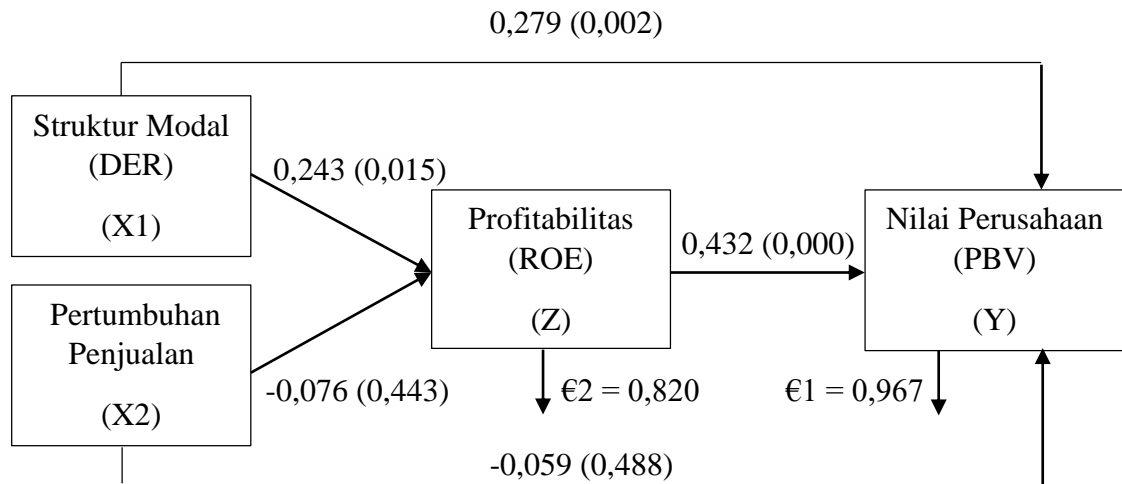 0,279 (0,002)
Struktur Modal
(DER)
(X1)
0,243 (0,015)
Profitabilitas
(ROE)
(Z)
0,432 (0,000)
Nilai Perusahaan
(PBV)
(Y)
Pertumbuhan
Penjualan
(X2)
-0,076 (0,443)
€2 = 0,820
€1 = 0,967
-0,059 (0,488)